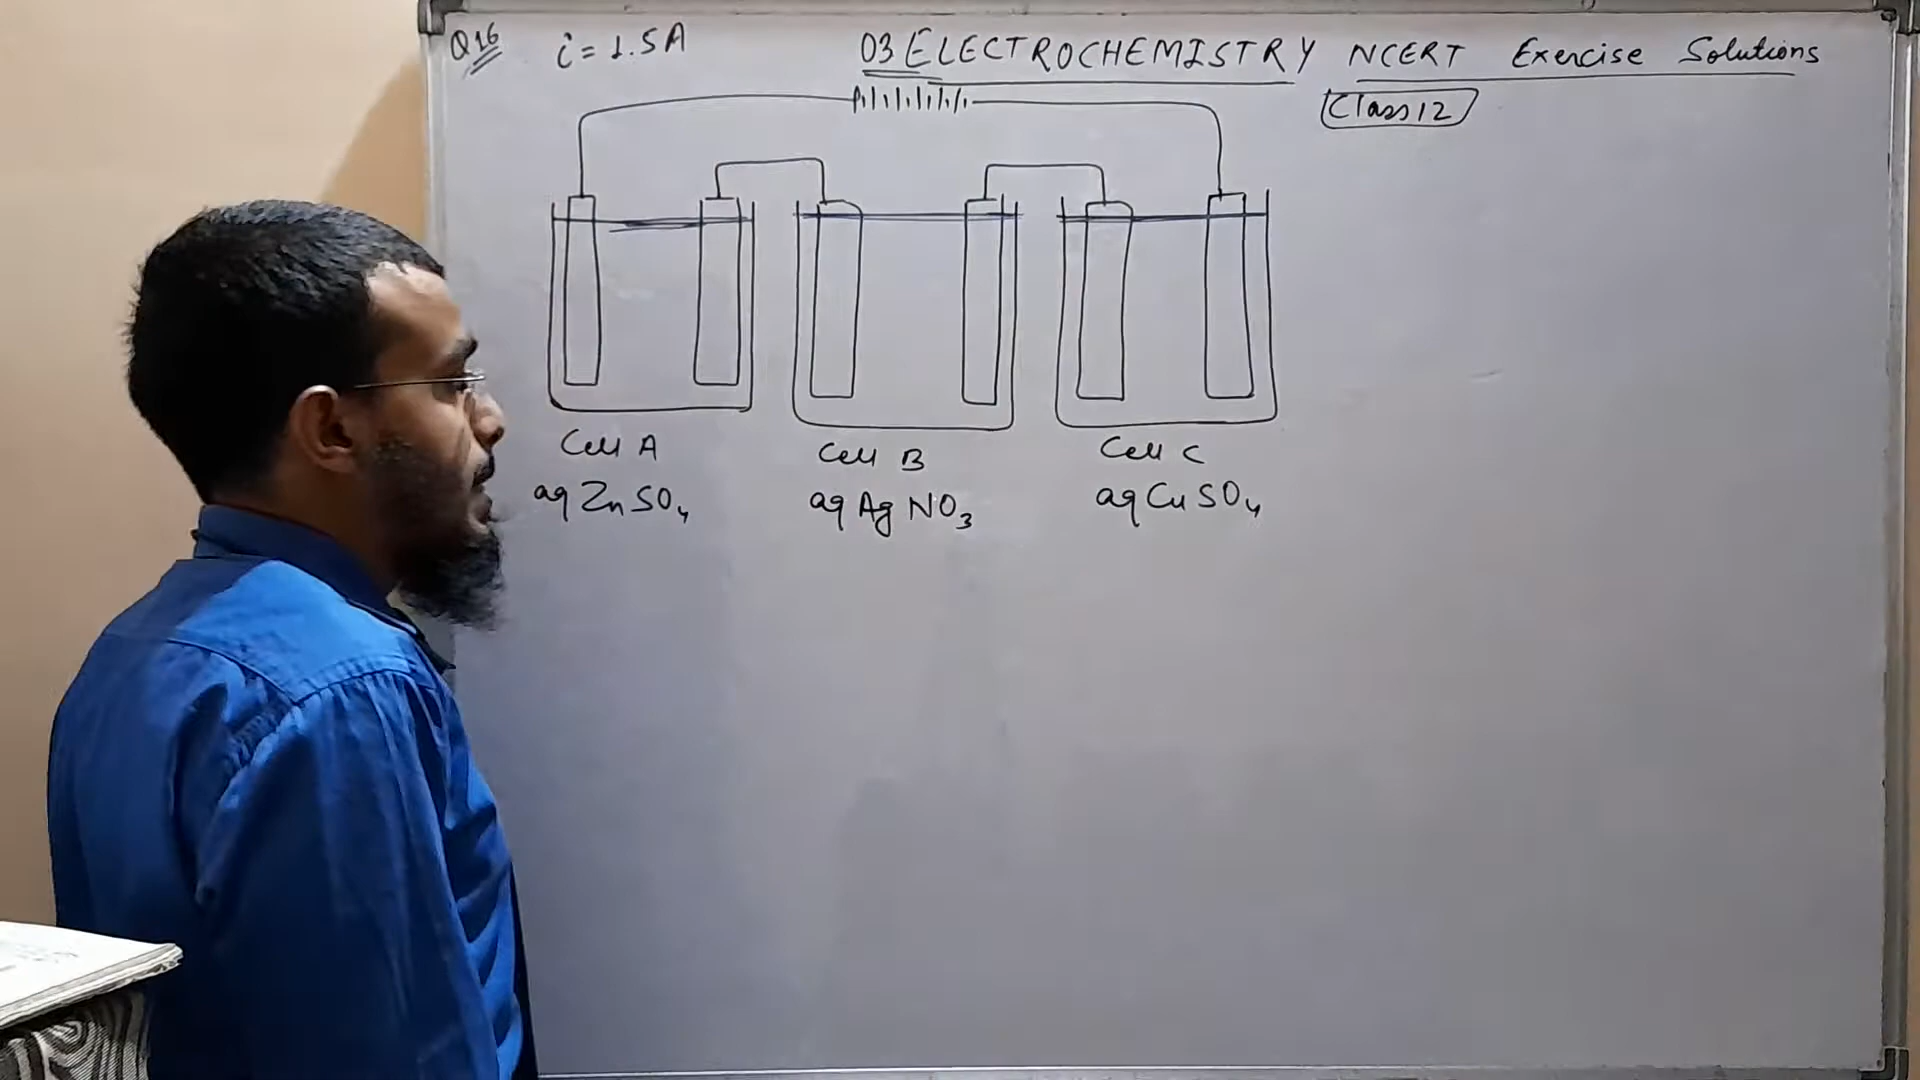 Q16 i = 1.5A 03 ELECTROCHEMISTRY NCERT Exercise Solutions
Class 12
Cell A Cell B Cell C
aq ZnSO₄ aq AgNO₃ aq CuSO₄